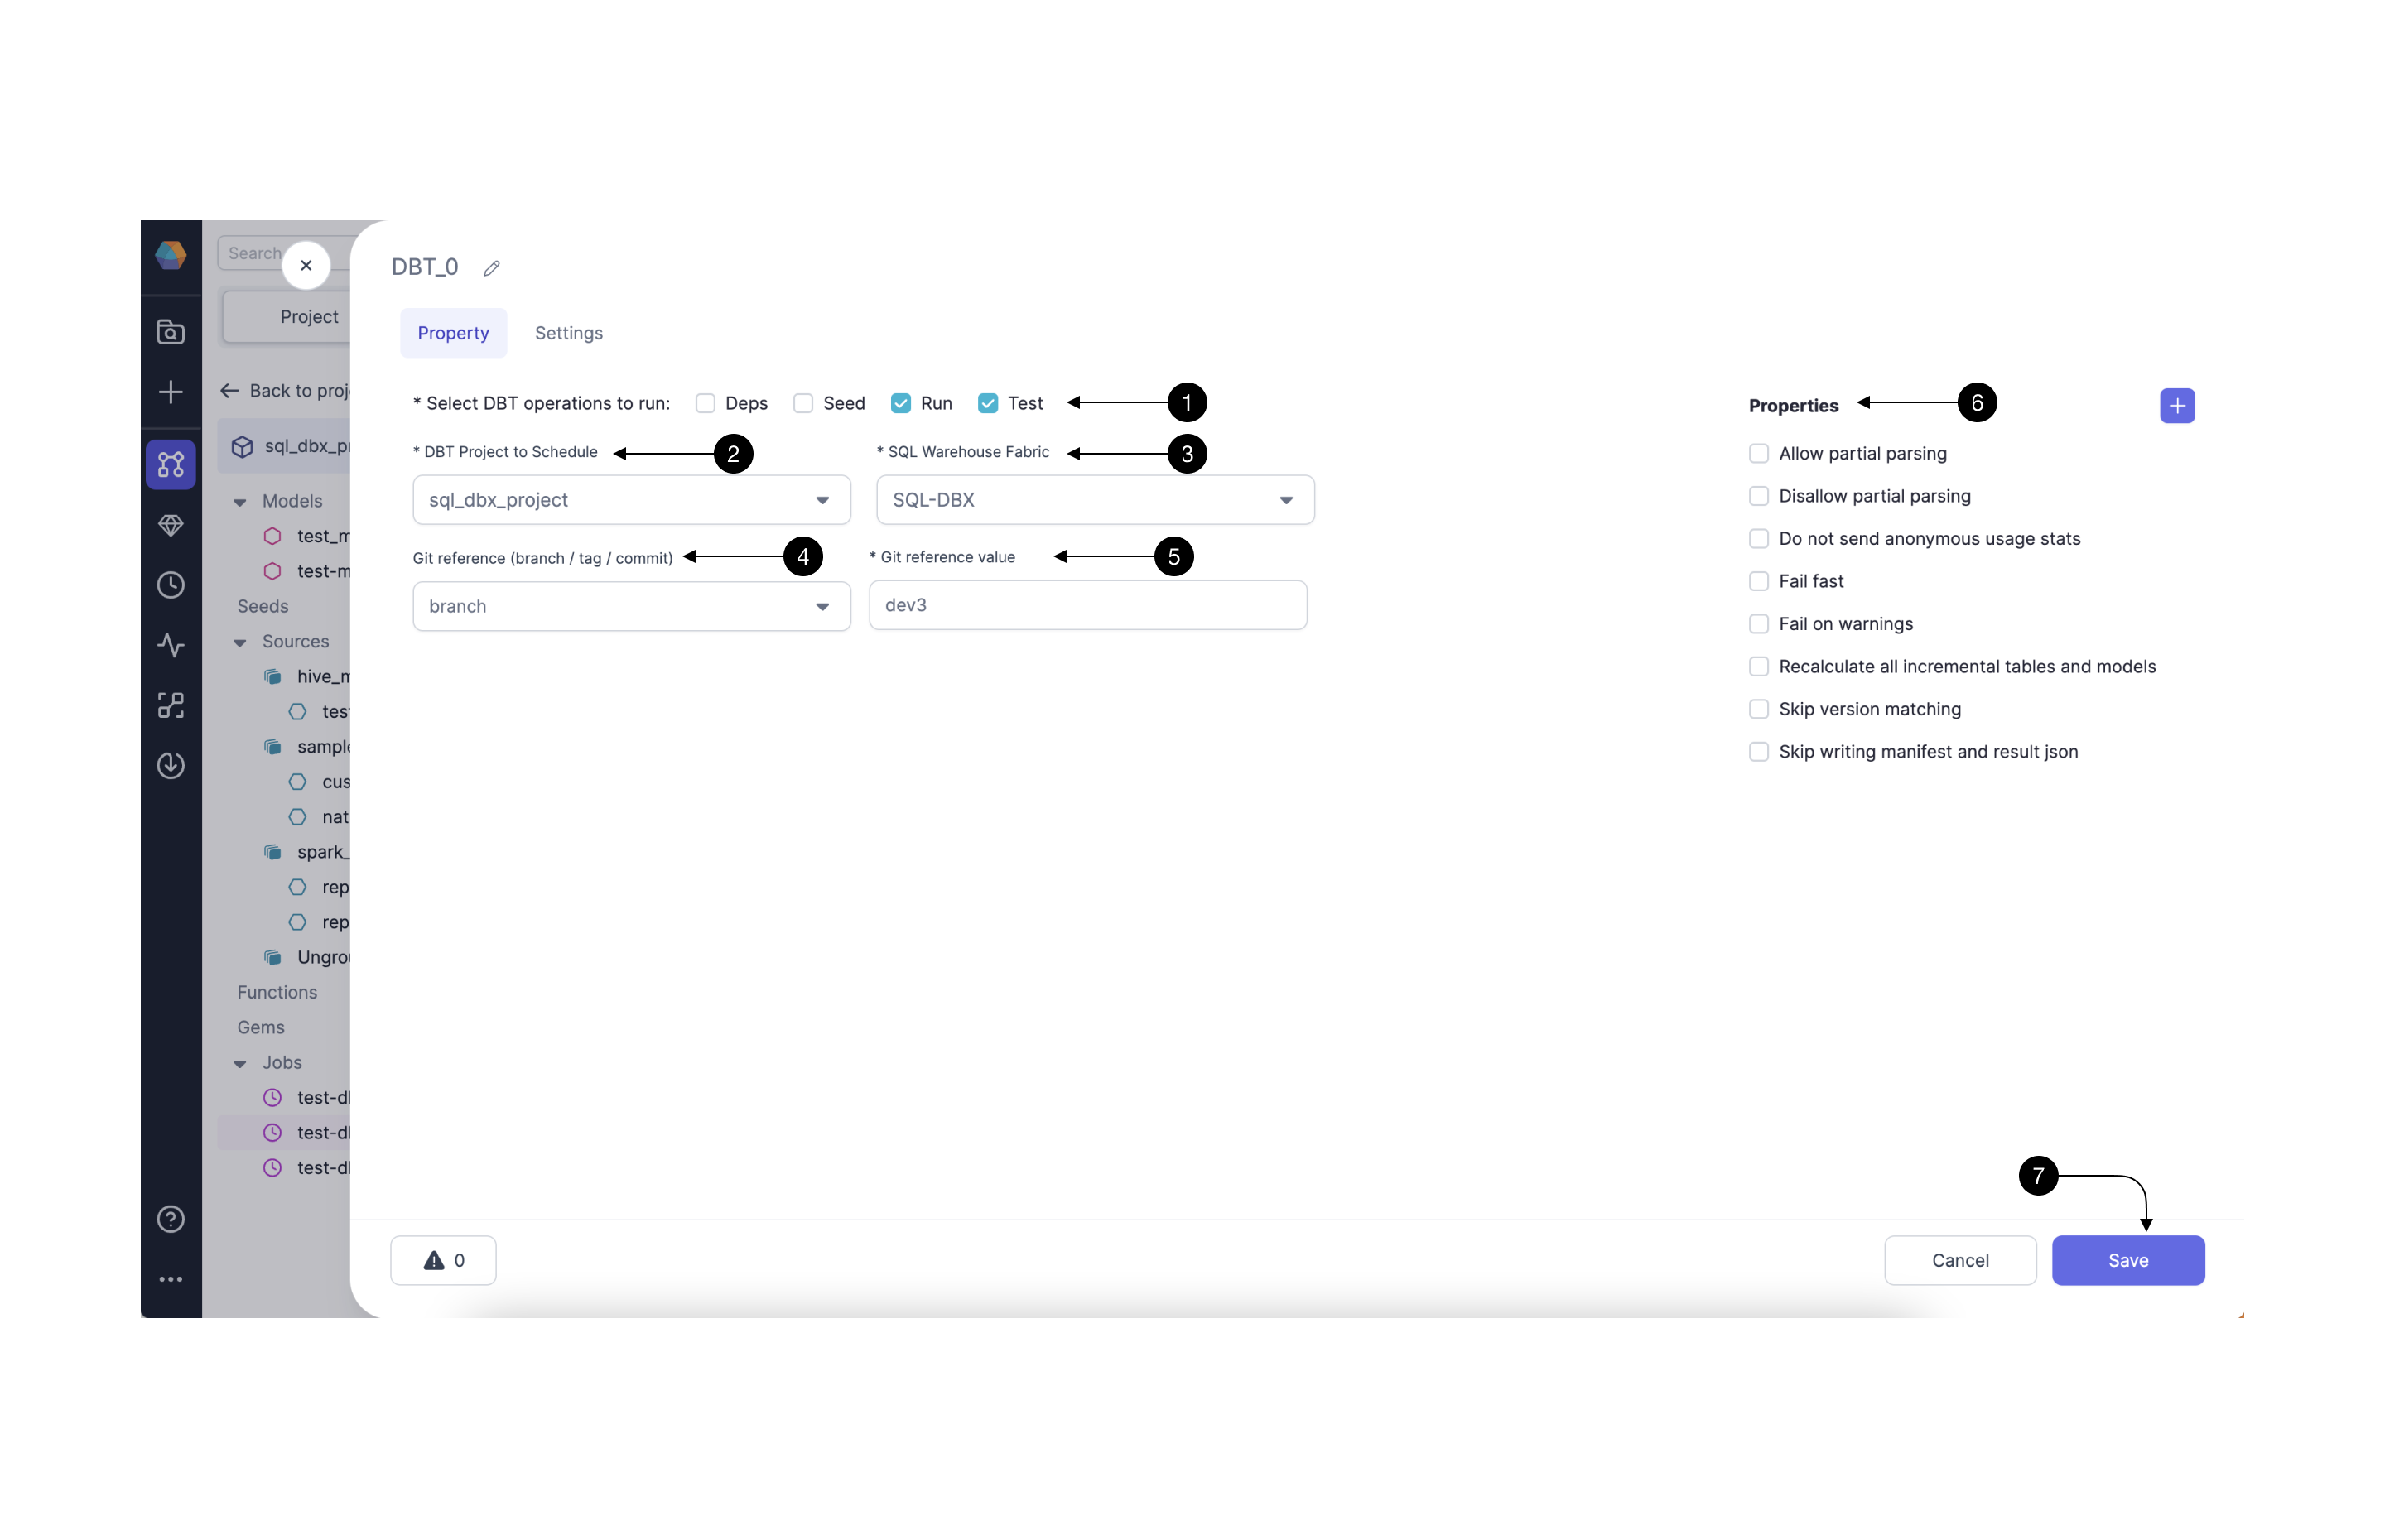 Search
Project
Back to proj
sql_dbx_p
Models
test_m
test-m
Seeds
Sources
hive_m
test
sample
cus
nat
spark_
rep
rep
Ungrou
Functions
Gems
Jobs
test-d
test-d
test-d
DBT_0
Property
Settings
* Select DBT operations to run: Deps Seed Run Test 1
* DBT Project to Schedule 2
* SQL Warehouse Fabric 3
sql_dbx_project
SQL-DBX
Git reference (branch / tag / commit) 4
* Git reference value 5
branch
dev3
Properties 6
Allow partial parsing
Disallow partial parsing
Do not send anonymous usage stats
Fail fast
Fail on warnings
Recalculate all incremental tables and models
Skip version matching
Skip writing manifest and result json
7
0
Cancel
Save